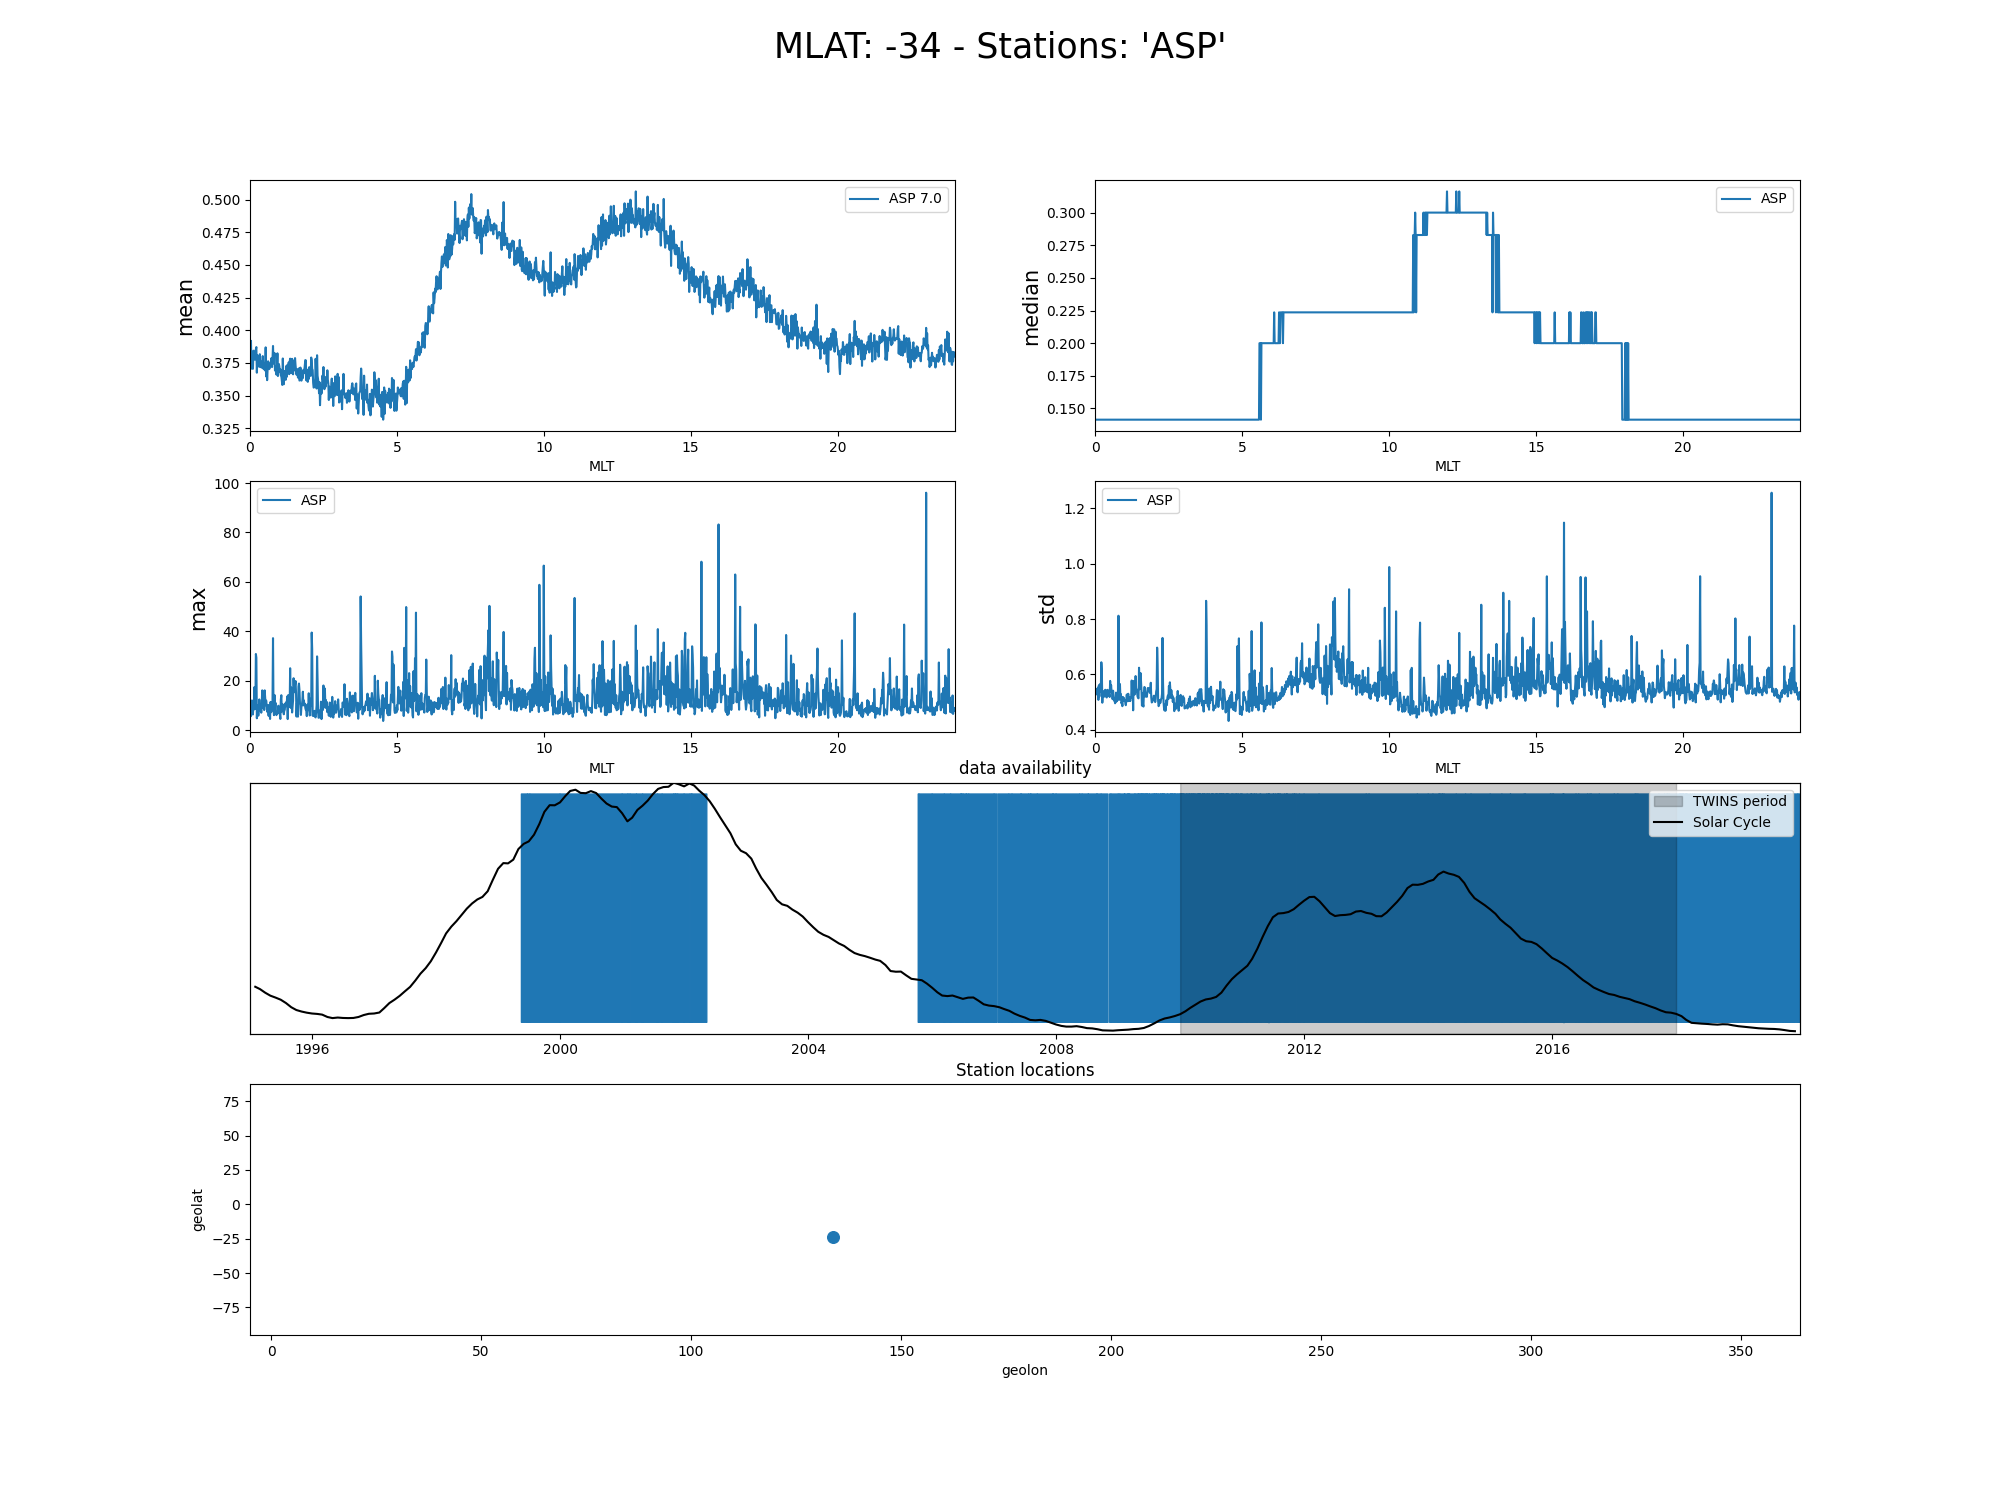 MLAT: -34 - Stations: 'ASP'
0.500
0.475
0.450
0.425
0.400
0.375
0.350
0.325
mean
ASP 7.0
0 5 10 15 20
MLT
0.300
0.275
0.250
0.225
0.200
0.175
0.150
median
ASP
0 5 10 15 20
MLT
100
80
60
40
20
0
max
ASP
0 5 10 15 20
MLT
1.2
1.0
0.8
0.6
0.4
std
ASP
0 5 10 15 20
MLT
data availability
TWINS period
Solar Cycle
1996 2000 2004 2008 2012 2016
Station locations
75
50
25
0
−25
−50
−75
geolat
0 50 100 150 200 250 300 350
geolon